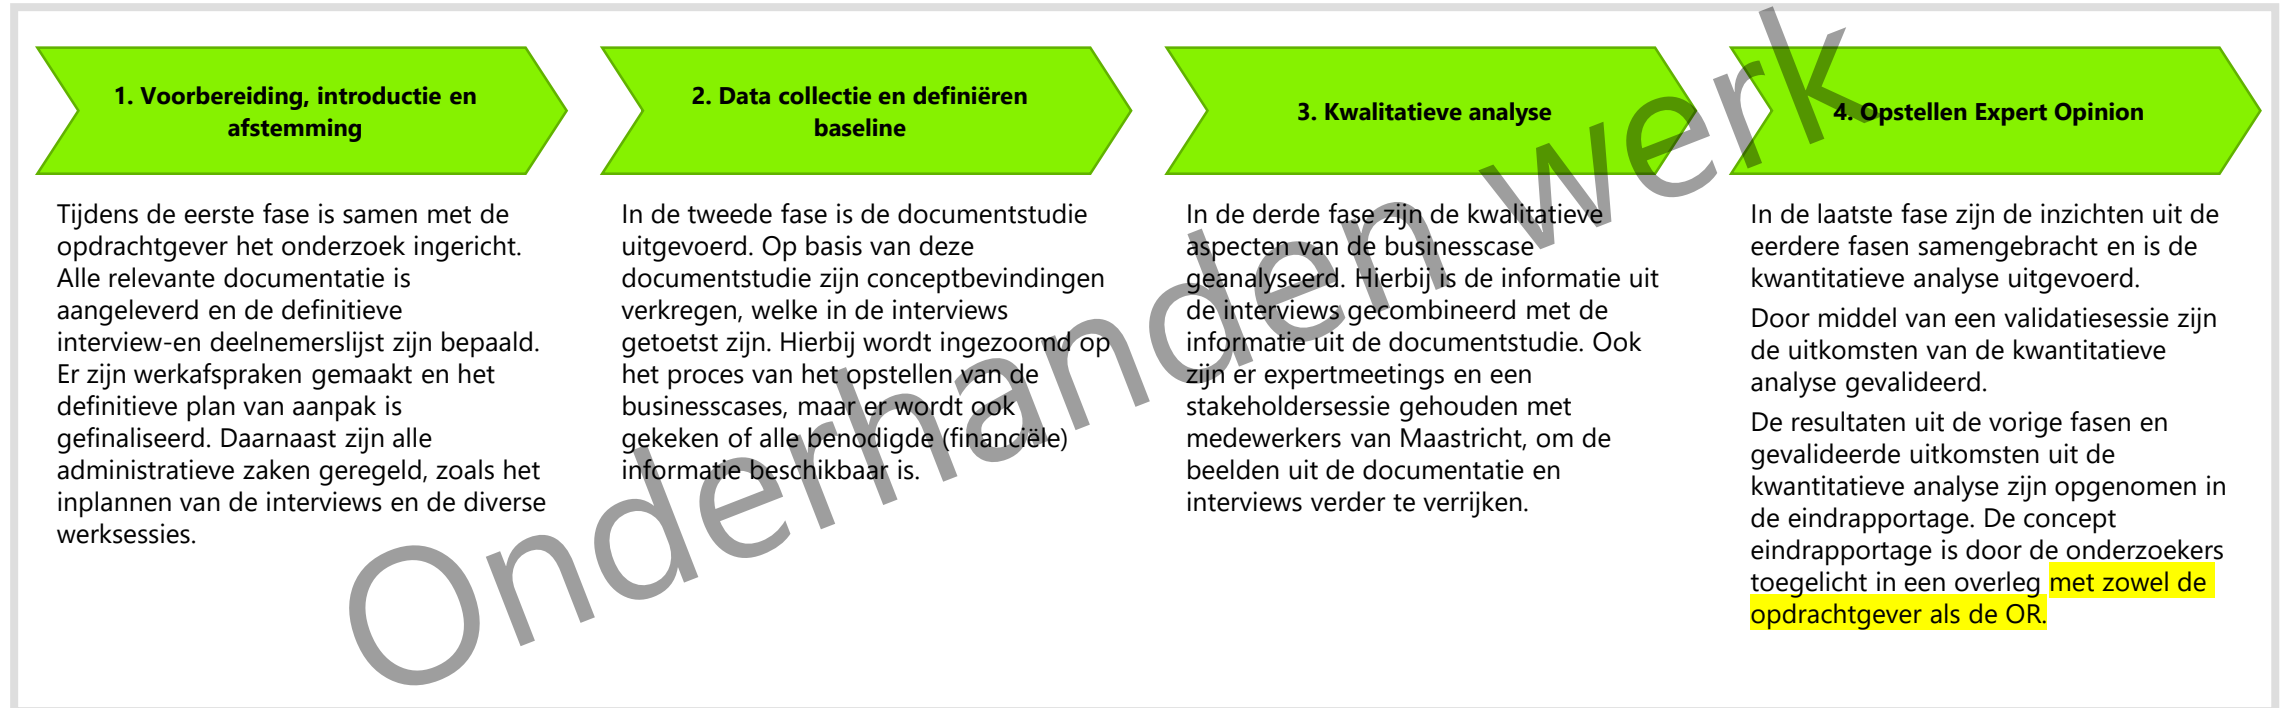 1. Voorbereiding, introductie en
afstemming
Tijdens de eerste fase is samen met de
opdrachtgever het onderzoek ingericht.
Alle relevante documentatie is
aangeleverd en de definitieve
interview-en deelnemerslijst zijn bepaald.
Er zijn werkafspraken gemaakt en het
definitieve plan van aanpak is
gefinaliseerd. Daarnaast zijn alle
administratieve zaken geregeld, zoals het
inplannen van de interviews en de diverse
werksessies.
2. Data collectie en definiëren
baseline
In de tweede fase is de documentstudie
uitgevoerd. Op basis van deze
documentstudie zijn conceptbevindingen
verkregen, welke in de interviews
getoetst zijn. Hierbij wordt ingezoomd op
het proces van het opstellen van de
businesscases, maar er wordt ook
gekeken of alle benodigde (financiële)
informatie beschikbaar is.
3. Kwalitatieve analyse
In de derde fase zijn de kwalitatieve
aspecten van de businesscase
geanalyseerd. Hierbij is de informatie uit
de interviews gecombineerd met de
informatie uit de documentstudie. Ook
zijn er expertmeetings en een
stakeholdersessie gehouden met
medewerkers van Maastricht, om de
beelden uit de documentatie en
interviews verder te verrijken.
4. Opstellen Expert Opinion
In de laatste fase zijn de inzichten uit de
eerdere fasen samengebracht en is de
kwantitatieve analyse uitgevoerd.
Door middel van een validatiesessie zijn
de uitkomsten van de kwantitatieve
analyse gevalideerd.
De resultaten uit de vorige fasen en
gevalideerde uitkomsten uit de
kwantitatieve analyse zijn opgenomen in
de eindrapportage. De concept
eindrapportage is door de onderzoekers
toegelicht in een overleg met zowel de
opdrachtgever als de OR.
Onderhanden werk